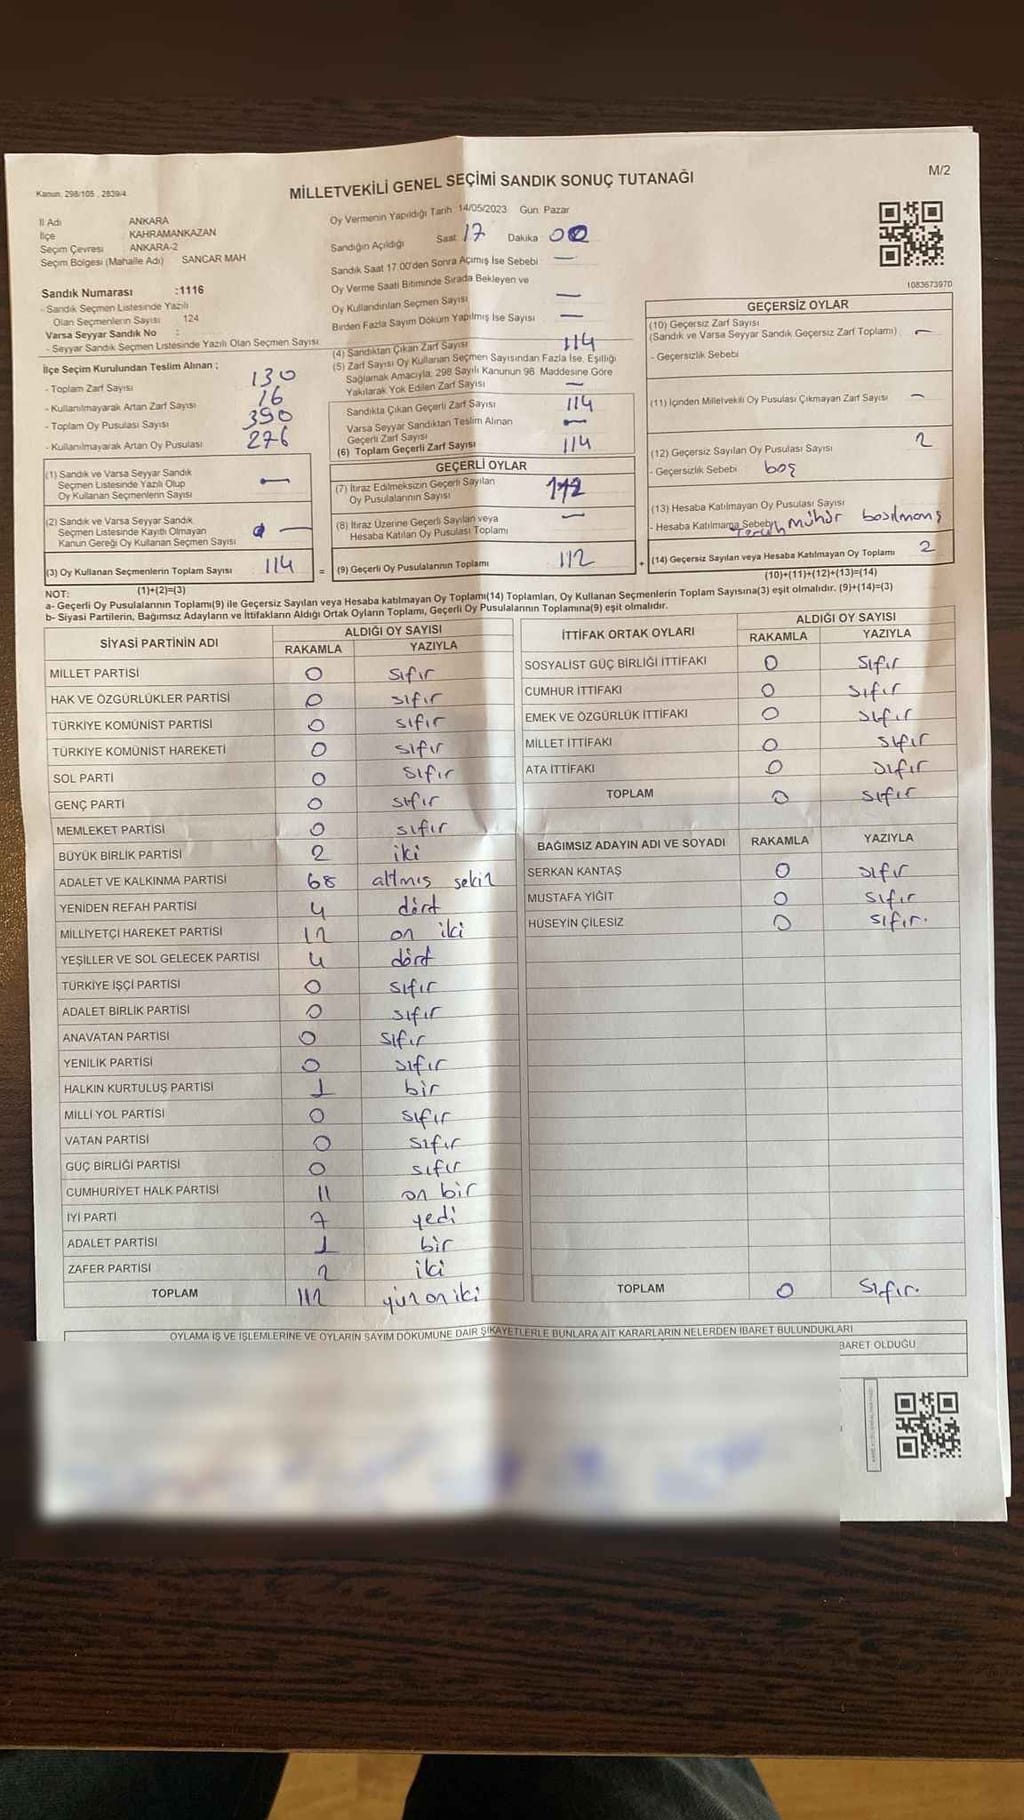 Kanun: 298/105 , 2839/4
M/2
MİLLETVEKİLİ GENEL SEÇİMİ SANDIK SONUÇ TUTANAĞI
İl Adı ANKARA
İlçe KAHRAMANKAZAN
Seçim Çevresi ANKARA-2
Seçim Bölgesi (Mahalle Adı) SANCAR MAH
Sandık Numarası :1116
- Sandık Seçmen Listesinde Yazılı
Olan Seçmenlerin Sayısı 124
Varsa Seyyar Sandık No :
- Seyyar Sandık Seçmen Listesinde Yazılı Olan Seçmen Sayısı
İlçe Seçim Kurulundan Teslim Alınan ;
- Toplam Zarf Sayısı 130
- Kullanılmayarak Artan Zarf Sayısı 16
- Toplam Oy Pusulası Sayısı 390
- Kullanılmayarak Artan Oy Pusulası 276
(1) Sandık ve Varsa Seyyar Sandık
Seçmen Listesinde Yazılı Olup
Oy Kullanan Seçmenlerin Sayısı —
(2) Sandık ve Varsa Seyyar Sandık
Seçmen Listesinde Kayıtlı Olmayan
Kanun Gereği Oy Kullanan Seçmen Sayısı —
(3) Oy Kullanan Seçmenlerin Toplam Sayısı 114
(1)+(2)=(3)
Oy Vermenin Yapıldığı Tarih 14/05/2023 Gün Pazar
Sandığın Açıldığı Saat 17 Dakika 00
Sandık Saat 17:00'den Sonra Açımış İse Sebebi —
Oy Verme Saati Bitiminde Sırada Bekleyen ve
Oy Kullandırılan Seçmen Sayısı —
Birden Fazla Sayım Döküm Yapılmış İse Sayısı —
(4) Sandıktan Çıkan Zarf Sayısı 114
(5) Zarf Sayısı Oy Kullanan Seçmen Sayısından Fazla İse, Eşitliği
Sağlamak Amacıyla, 298 Sayılı Kanunun 98. Maddesine Göre
Yakılarak Yok Edilen Zarf Sayısı —
Sandıkta Çıkan Geçerli Zarf Sayısı 114
Varsa Seyyar Sandıktan Teslim Alınan
Geçerli Zarf Sayısı —
(6) Toplam Geçerli Zarf Sayısı 114
GEÇERLİ OYLAR
(7) İtiraz Edilmeksizin Geçerli Sayılan
Oy Pusulalarının Sayısı 112
(8) İtiraz Üzerine Geçerli Sayılan veya
Hesaba Katılan Oy Pusulası Toplamı —
= (9) Geçerli Oy Pusulalarının Toplamı 112 +
1083673970
GEÇERSİZ OYLAR
(10) Geçersiz Zarf Sayısı
(Sandık ve Varsa Seyyar Sandık Geçersiz Zarf Toplamı) —
- Geçersizlik Sebebi
(11) İçinden Milletvekili Oy Pusulası Çıkmayan Zarf Sayısı —
(12) Geçersiz Sayılan Oy Pusulası Sayısı 2
- Geçersizlik Sebebi boş
(13) Hesaba Katılmayan Oy Pusulası Sayısı
- Hesaba Katılmama Sebebi mühür basılmamış
(14) Geçersiz Sayılan veya Hesaba Katılmayan Oy Toplamı 2
(10)+(11)+(12)+(13)=(14)
NOT:
a- Geçerli Oy Pusulalarının Toplamı(9) ile Geçersiz Sayılan veya Hesaba katılmayan Oy Toplamı(14) Toplamları, Oy Kullanan Seçmenlerin Toplam Sayısına(3) eşit olmalıdır. (9)+(14)=(3)
b- Siyasi Partilerin, Bağımsız Adayların ve İttifakların Aldığı Ortak Oyların Toplamı, Geçerli Oy Pusulalarının Toplamına(9) eşit olmalıdır.
SİYASİ PARTİNİN ADI ALDIĞI OY SAYISI
RAKAMLA YAZIYLA
MİLLET PARTİSİ 0 sıfır
HAK VE ÖZGÜRLÜKLER PARTİSİ 0 sıfır
TÜRKİYE KOMÜNİST PARTİSİ 0 sıfır
TÜRKİYE KOMÜNİST HAREKETİ 0 sıfır
SOL PARTİ 0 sıfır
GENÇ PARTİ 0 sıfır
MEMLEKET PARTİSİ 0 sıfır
BÜYÜK BİRLİK PARTİSİ 2 iki
ADALET VE KALKINMA PARTİSİ 68 altmış sekiz
YENİDEN REFAH PARTİSİ 4 dört
MİLLİYETÇİ HAREKET PARTİSİ 12 on iki
YEŞİLLER VE SOL GELECEK PARTİSİ 4 dört
TÜRKİYE İŞÇİ PARTİSİ 0 sıfır
ADALET BİRLİK PARTİSİ 0 sıfır
ANAVATAN PARTİSİ 0 sıfır
YENİLİK PARTİSİ 0 sıfır
HALKIN KURTULUŞ PARTİSİ 1 bir
MİLLİ YOL PARTİSİ 0 sıfır
VATAN PARTİSİ 0 sıfır
GÜÇ BİRLİĞİ PARTİSİ 0 sıfır
CUMHURİYET HALK PARTİSİ 11 on bir
İYİ PARTİ 7 yedi
ADALET PARTİSİ 1 bir
ZAFER PARTİSİ 2 iki
TOPLAM 112 yüz on iki
İTTİFAK ORTAK OYLARI ALDIĞI OY SAYISI
RAKAMLA YAZIYLA
SOSYALİST GÜÇ BİRLİĞİ İTTİFAKI 0 sıfır
CUMHUR İTTİFAKI 0 sıfır
EMEK VE ÖZGÜRLÜK İTTİFAKI 0 sıfır
MİLLET İTTİFAKI 0 sıfır
ATA İTTİFAKI 0 sıfır
TOPLAM 0 sıfır
BAĞIMSIZ ADAYIN ADI VE SOYADI RAKAMLA YAZIYLA
SERKAN KANTAŞ 0 sıfır
MUSTAFA YİĞİT 0 sıfır
HÜSEYİN ÇİLESİZ 0 sıfır.
TOPLAM 0 sıfır.
OYLAMA İŞ VE İŞLEMLERİNE VE OYLARIN SAYIM DÖKÜMÜNE DAİR ŞİKAYETLERLE BUNLARA AİT KARARLARIN NELERDEN İBARET BULUNDUKLARI
BARET OLDUĞU